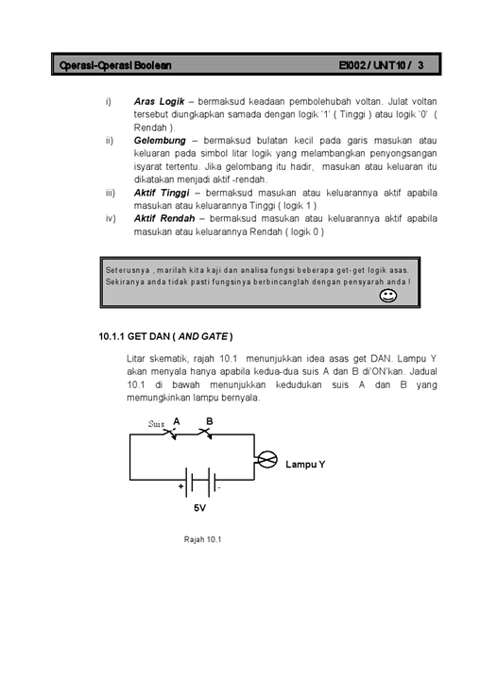 Operasi-Operasi Boolean E1002 / UNIT 10 / 3
i) Aras Logik – bermaksud keadaan pembolehubah voltan. Julat voltan
tersebut diungkapkan samada dengan logik '1' ( Tinggi ) atau logik '0' (
Rendah ).
ii) Gelembung – bermaksud bulatan kecil pada garis masukan atau
keluaran pada simbol litar logik yang melambangkan penyongsangan
isyarat tertentu. Jika gelombang itu hadir, masukan atau keluaran itu
dikatakan menjadi aktif -rendah.
iii) Aktif Tinggi – bermaksud masukan atau keluarannya aktif apabila
masukan atau keluarannya Tinggi ( logik 1 )
iv) Aktif Rendah – bermaksud masukan atau keluarannya aktif apabila
masukan atau keluarannya Rendah ( logik 0 )
Seterusnya , marilah kita kaji dan analisa fungsi beberapa get-get logik asas.
Sekiranya anda tidak pasti fungsinya berbincanglah dengan pensyarah anda !
10.1.1 GET DAN ( AND GATE )
Litar skematik, rajah 10.1 menunjukkan idea asas get DAN. Lampu Y
akan menyala hanya apabila kedua-dua suis A dan B di'ON'kan. Jadual
10.1 di bawah menunjukkan kedudukan suis A dan B yang
memungkinkan lampu bernyala.
Suis A B
Lampu Y
+ -
5V
Rajah 10.1